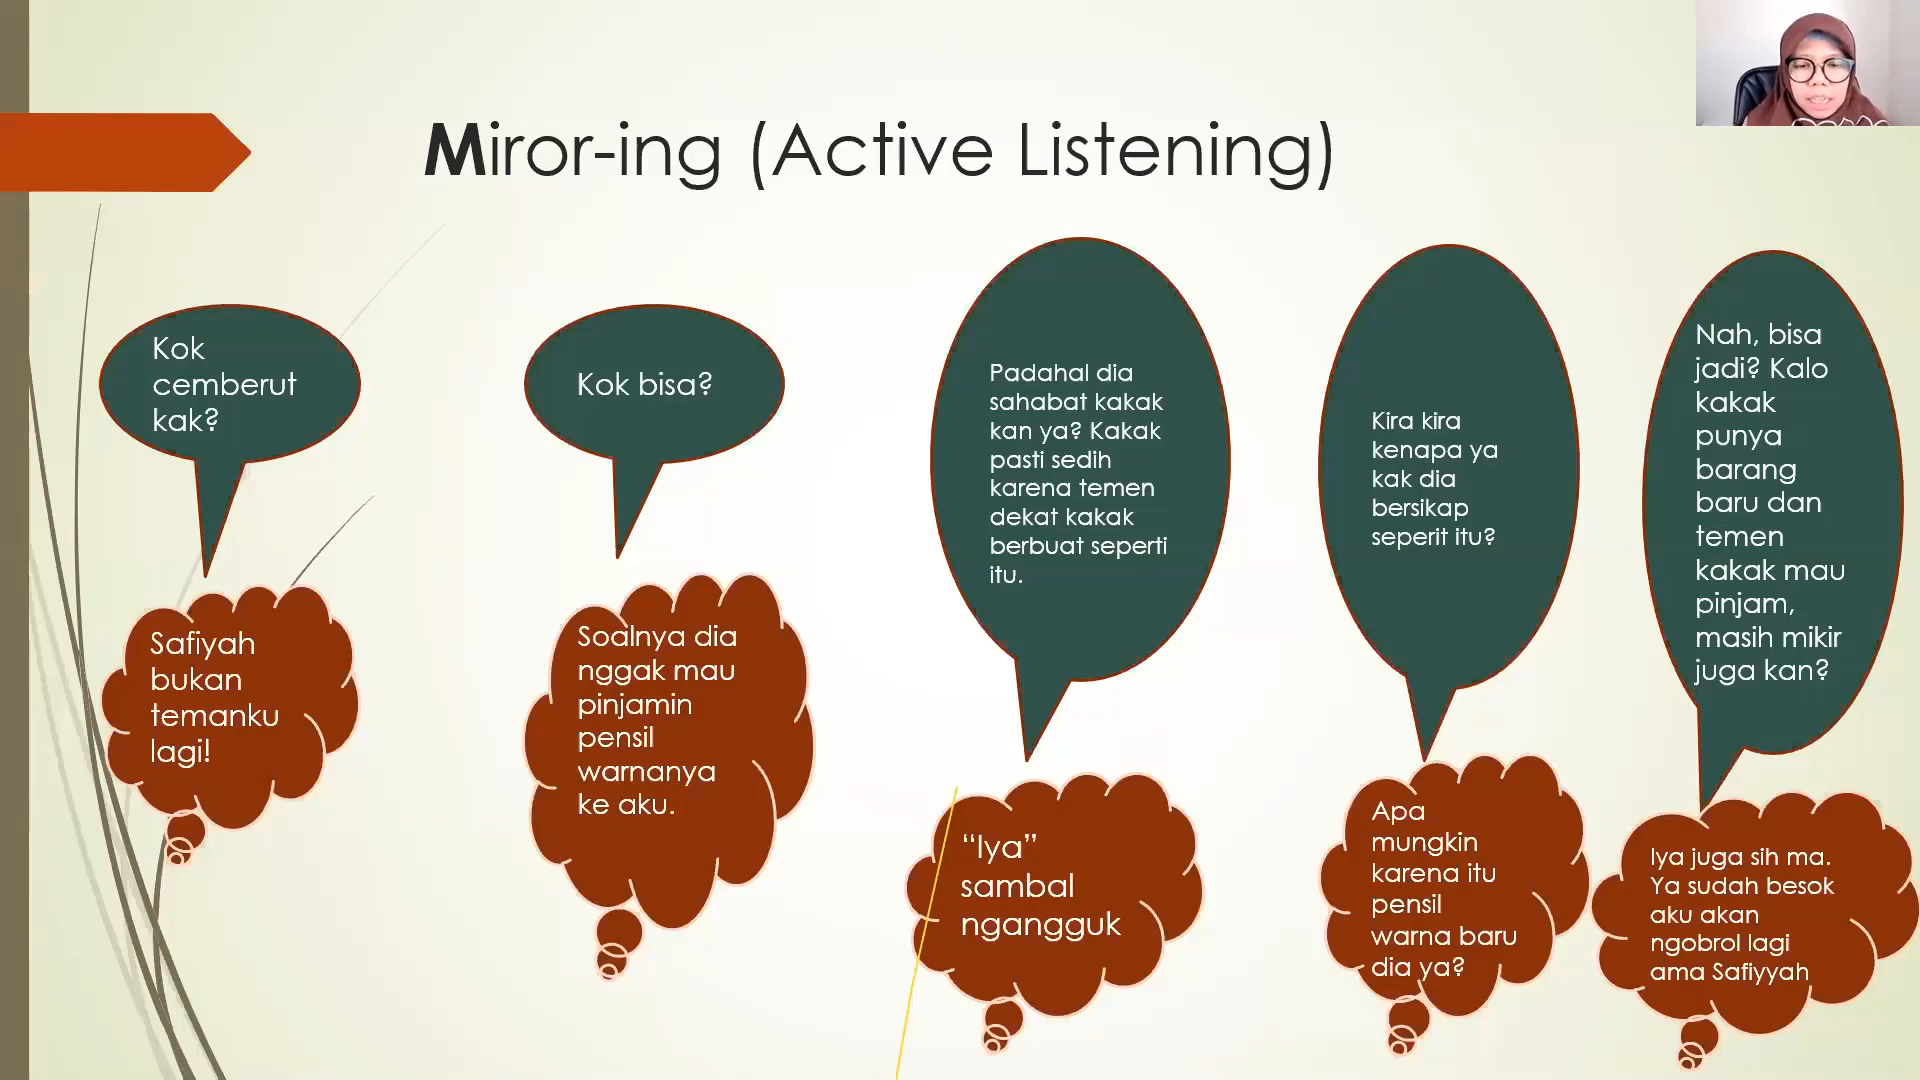 Miror-ing (Active Listening)
Kok
cemberut
kak?
Safiyah
bukan
temanku
lagi!
Kok bisa?
Soalnya dia
nggak mau
pinjamin
pensil
warnanya
ke aku.
Padahal dia
sahabat kakak
kan ya? Kakak
pasti sedih
karena temen
dekat kakak
berbuat seperti
itu.
“Iya”
sambal
ngangguk
Kira kira
kenapa ya
kak dia
bersikap
seperit itu?
Apa
mungkin
karena itu
pensil
warna baru
dia ya?
Nah, bisa
jadi? Kalo
kakak
punya
barang
baru dan
temen
kakak mau
pinjam,
masih mikir
juga kan?
Iya juga sih ma.
Ya sudah besok
aku akan
ngobrol lagi
ama Safiyyah